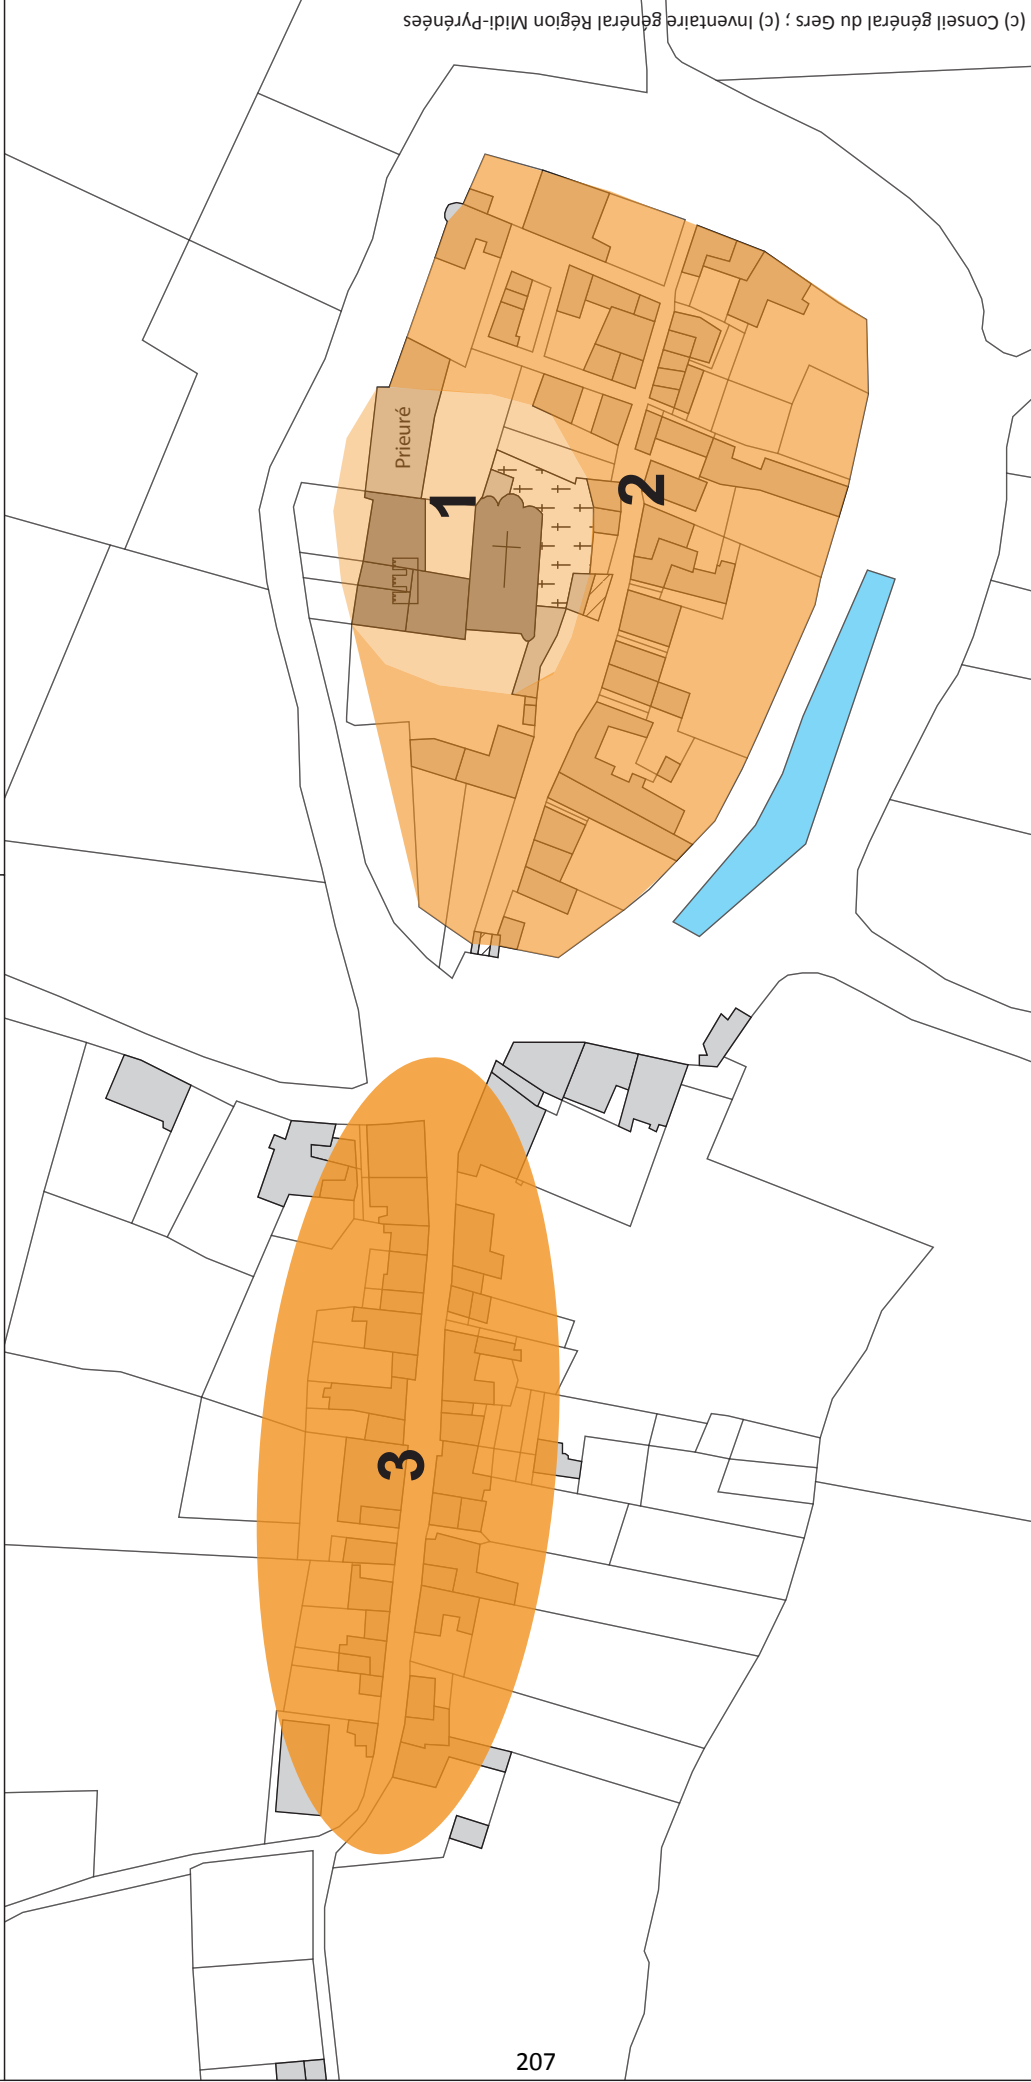 (c) Conseil général du Gers ; (c) Inventaire général Région Midi-Pyrénées
Prieuré
1
2
3
207